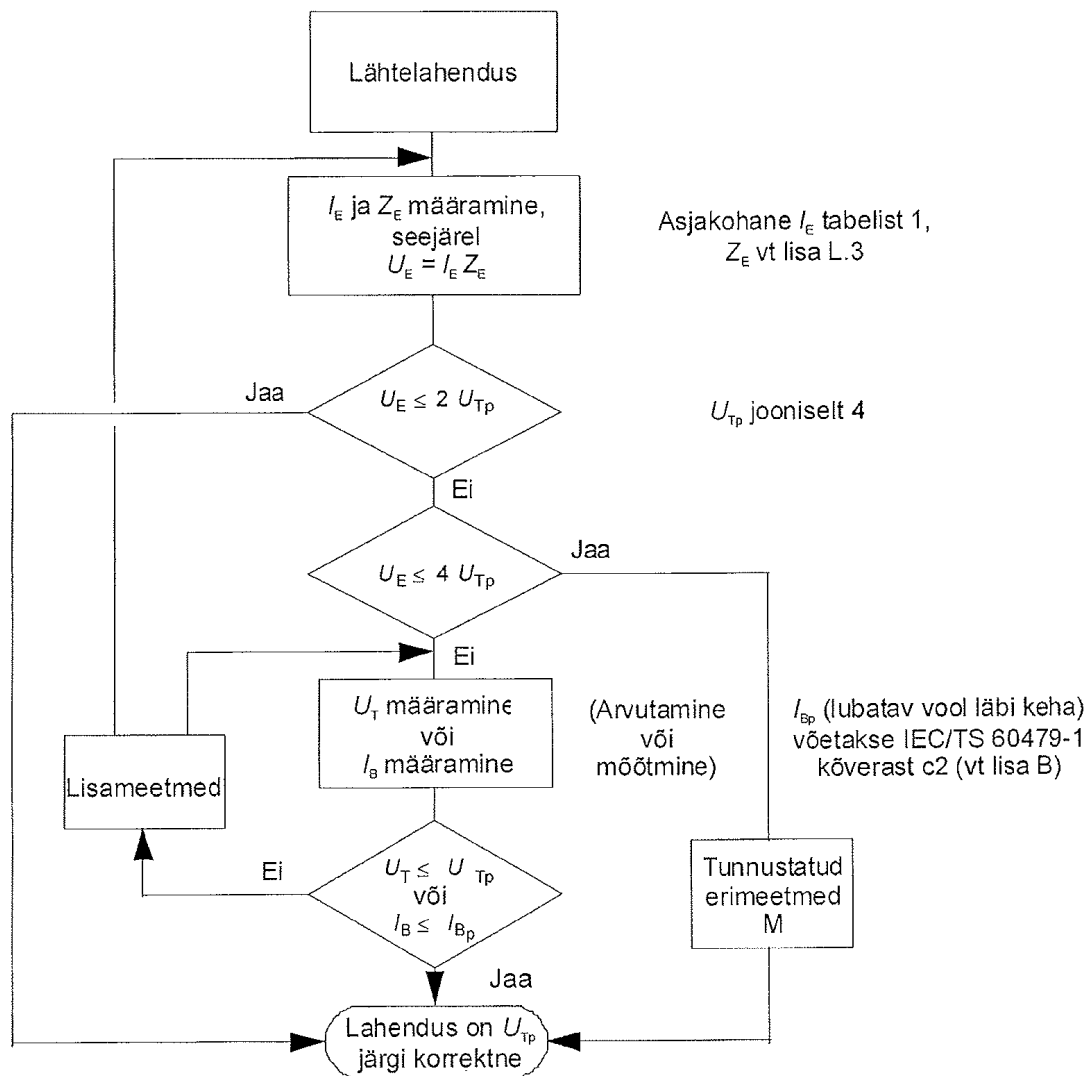 Lähtelahendus
I_E ja Z_E määramine,
seejärel
U_E = I_E Z_E
Asjakohane I_E tabelist 1,
Z_E vt lisa L.3
Jaa
U_E ≤ 2 U_Tp
U_Tp jooniselt 4
Ei
Jaa
U_E ≤ 4 U_Tp
Ei
U_T määramine
või
I_B määramine
(Arvutamine
või
mõõtmine)
I_Bp (lubatav vool läbi keha)
võetakse IEC/TS 60479-1
kõverast c2 (vt lisa B)
Lisameetmed
Ei
U_T ≤ U_Tp
või
I_B ≤ I_Bp
Tunnustatud
erimeetmed
M
Jaa
Lahendus on U_Tp
järgi korrektne